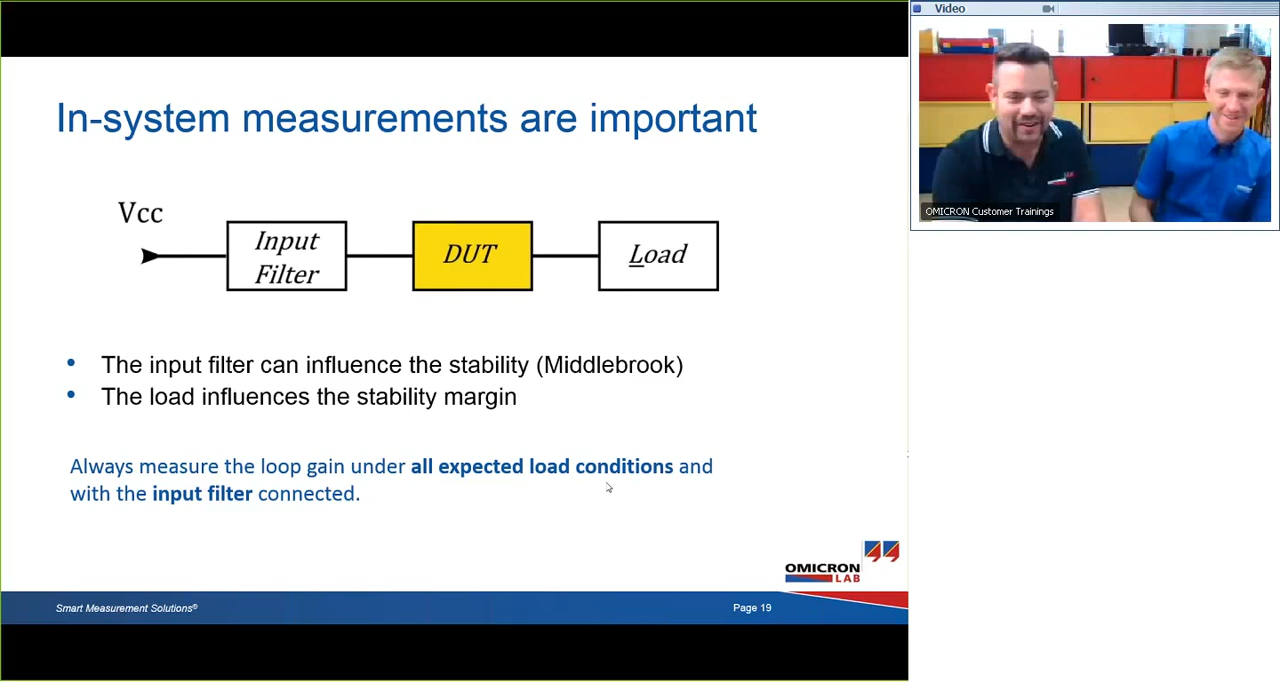 In-system measurements are important
Vcc
Input
Filter
DUT
Load
• The input filter can influence the stability (Middlebrook)
• The load influences the stability margin
Always measure the loop gain under all expected load conditions and
with the input filter connected.
OMICRON
LAB
Smart Measurement Solutions®
Page 19
Video
OMICRON Customer Trainings